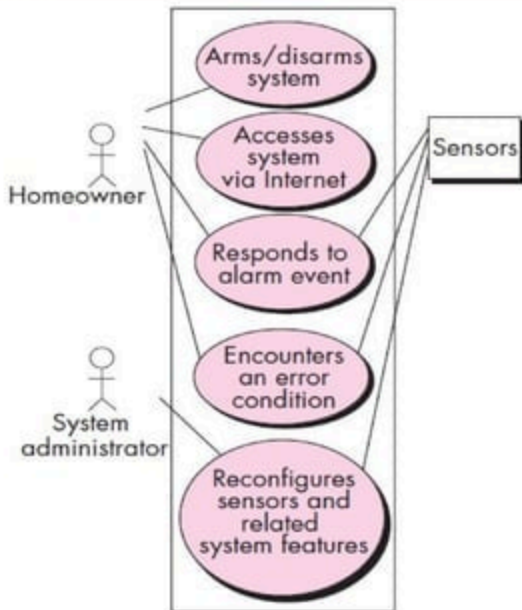 Arms/disarms
system
Accesses
system
via Internet
Sensors
Homeowner
Responds to
alarm event
Encounters
an error
condition
System
administrator
Reconfigures
sensors and
related
system features